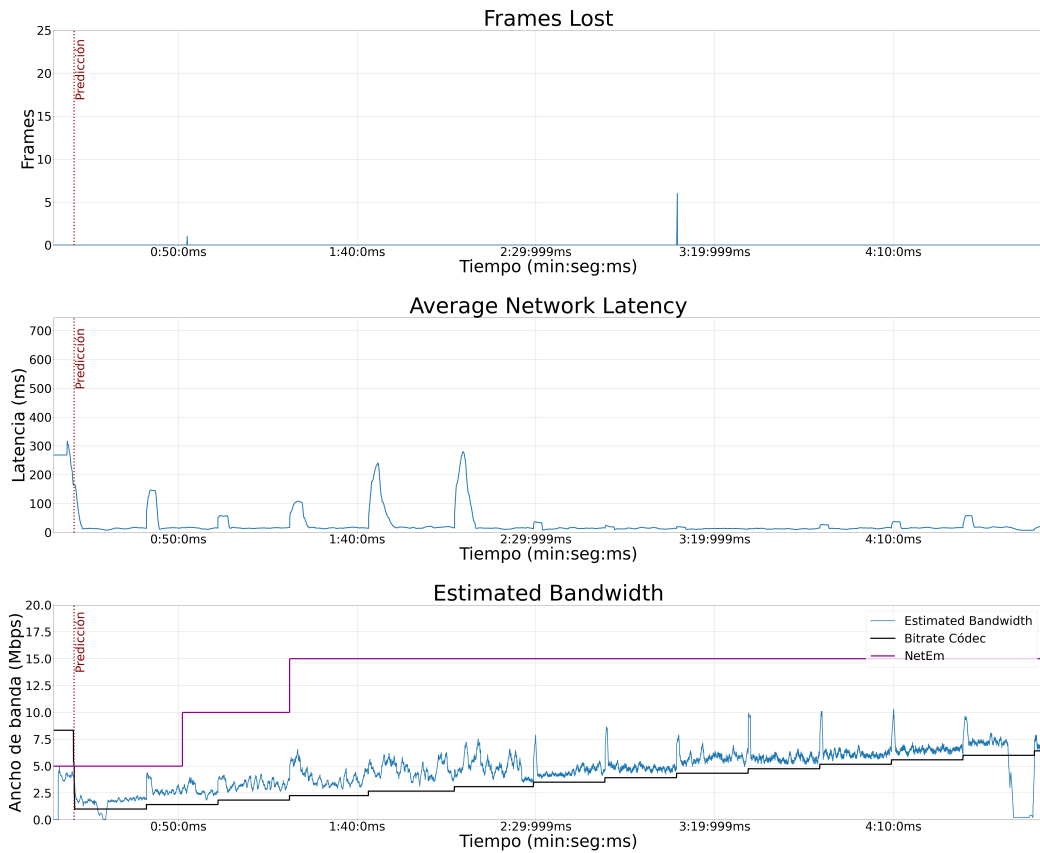 Frames Lost
25
20
15
10
5
0
Frames
Predicción
0:50:0ms 1:40:0ms 2:29:999ms 3:19:999ms 4:10:0ms
Tiempo (min:seg:ms)
Average Network Latency
700
600
500
400
300
200
100
0
Latencia (ms)
Predicción
0:50:0ms 1:40:0ms 2:29:999ms 3:19:999ms 4:10:0ms
Tiempo (min:seg:ms)
Estimated Bandwidth
20.0
17.5
15.0
12.5
10.0
7.5
5.0
2.5
0.0
Ancho de banda (Mbps)
Predicción
Estimated Bandwidth
Bitrate Códec
NetEm
0:50:0ms 1:40:0ms 2:29:999ms 3:19:999ms 4:10:0ms
Tiempo (min:seg:ms)